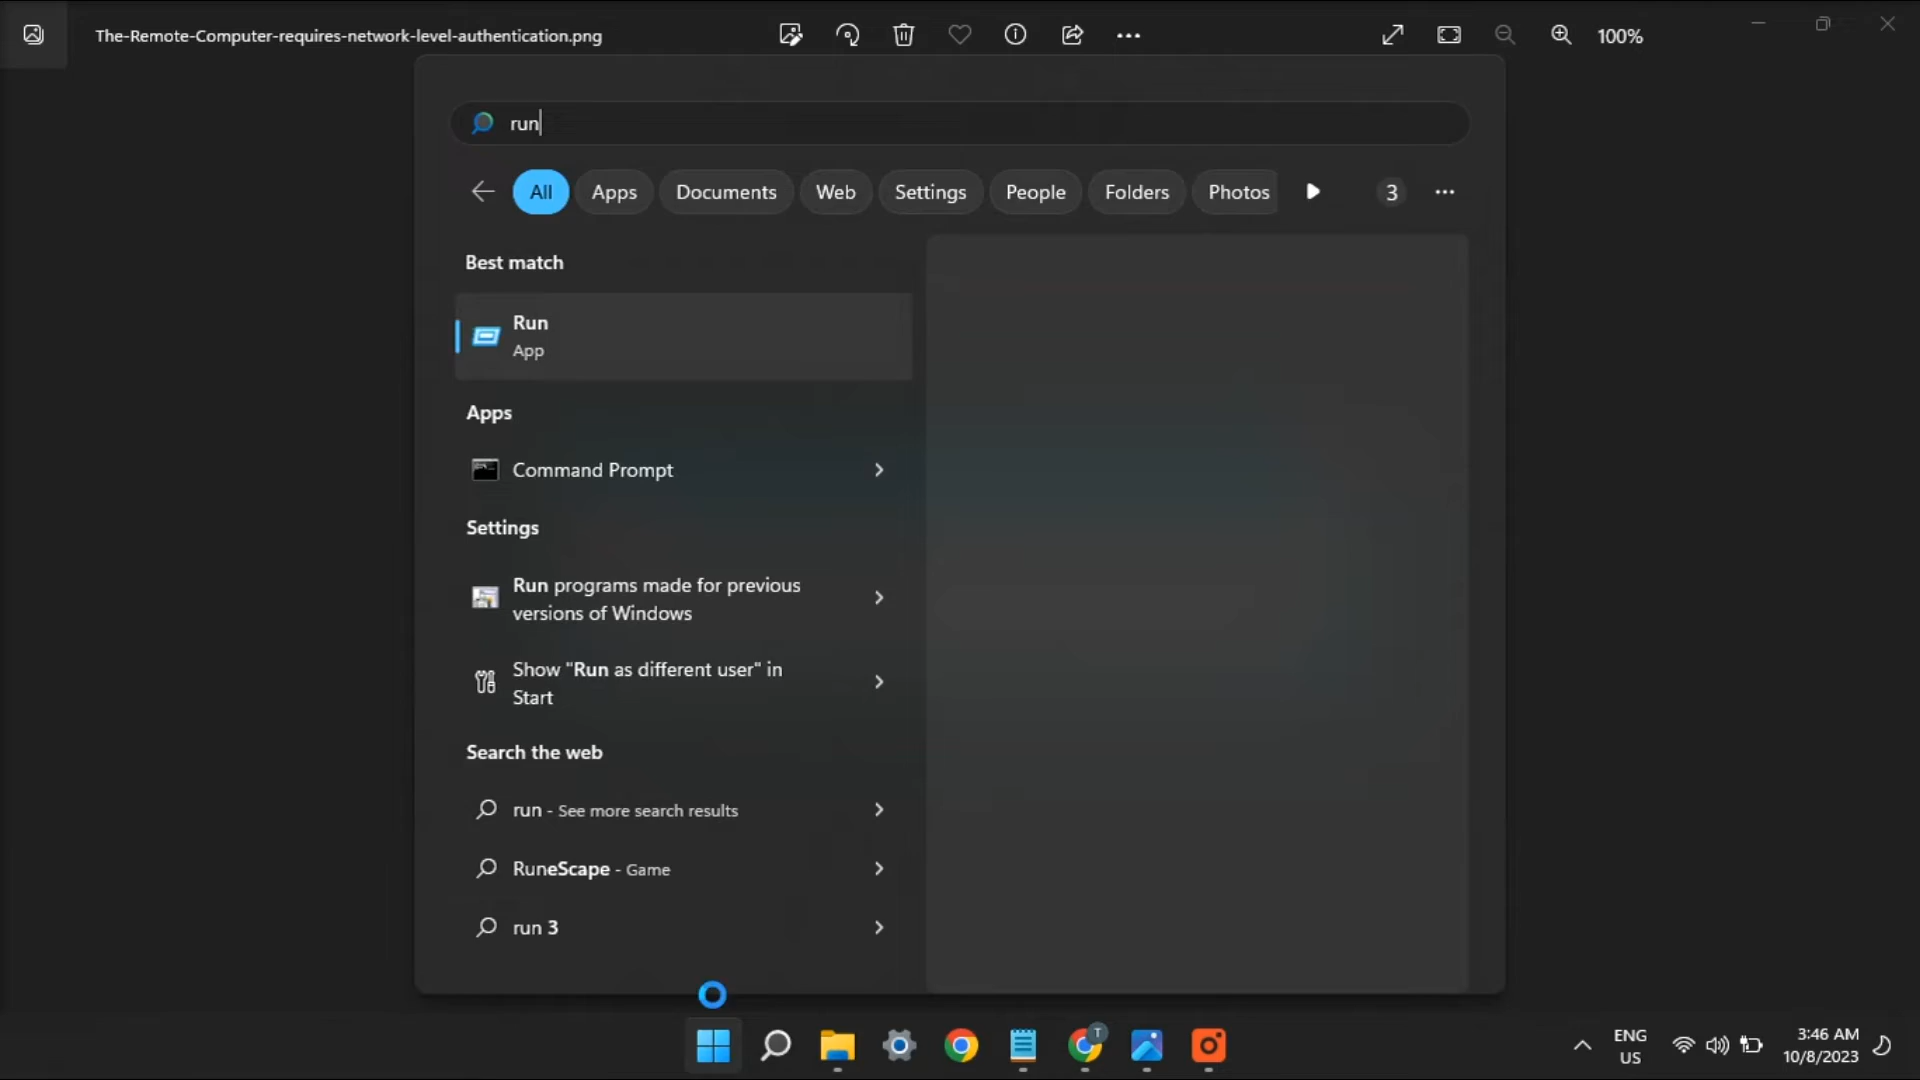 The-Remote-Computer-requires-network-level-authentication.png
100%
run
All Apps Documents Web Settings People Folders Photos 3
Best match
Run
App
Apps
Command Prompt
Settings
Run programs made for previous
versions of Windows
Show "Run as different user" in
Start
Search the web
run - See more search results
RuneScape - Game
run 3
T
ENG
US
3:46 AM
10/8/2023